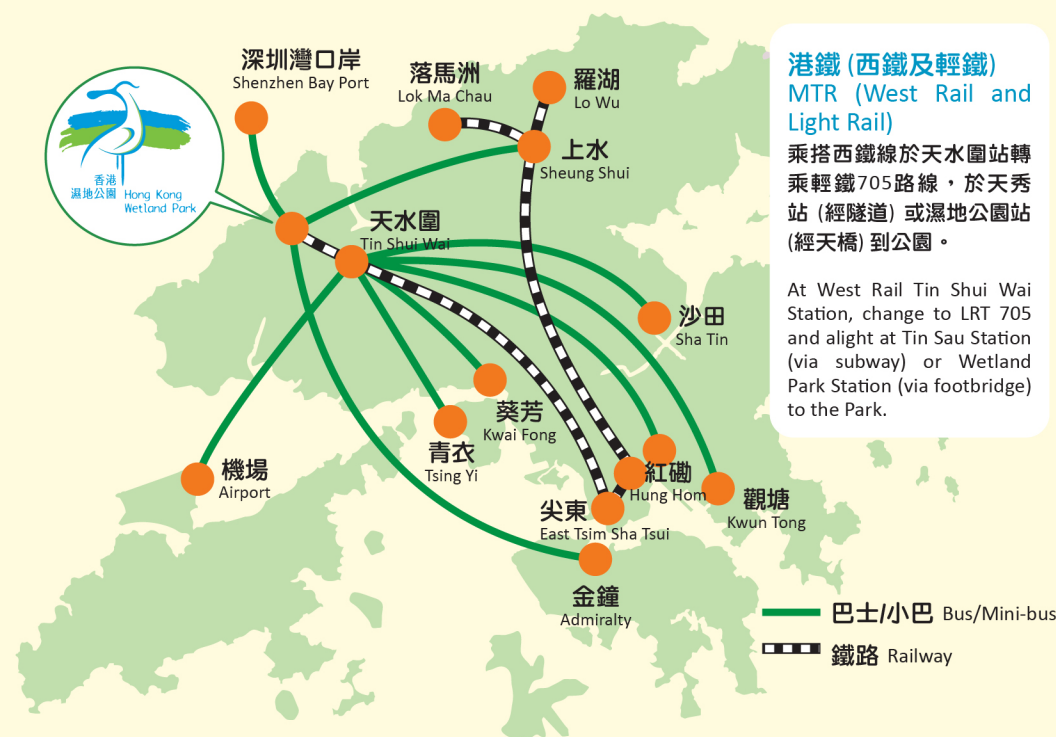 深圳灣口岸
Shenzhen Bay Port
落馬洲
Lok Ma Chau
羅湖
Lo Wu
上水
Sheung Shui
香港
濕地公園 Hong Kong
Wetland Park
天水圍
Tin Shui Wai
沙田
Sha Tin
葵芳
Kwai Fong
青衣
Tsing Yi
機場
Airport
紅磡
Hung Hom
觀塘
Kwun Tong
尖東
East Tsim Sha Tsui
金鐘
Admiralty
港鐵 (西鐵及輕鐵)
MTR (West Rail and
Light Rail)
乘搭西鐵線於天水圍站轉
乘輕鐵705路線，於天秀
站 (經隧道) 或濕地公園站
(經天橋) 到公園。
At West Rail Tin Shui Wai
Station, change to LRT 705
and alight at Tin Sau Station
(via subway) or Wetland
Park Station (via footbridge)
to the Park.
巴士/小巴 Bus/Mini-bus
鐵路 Railway